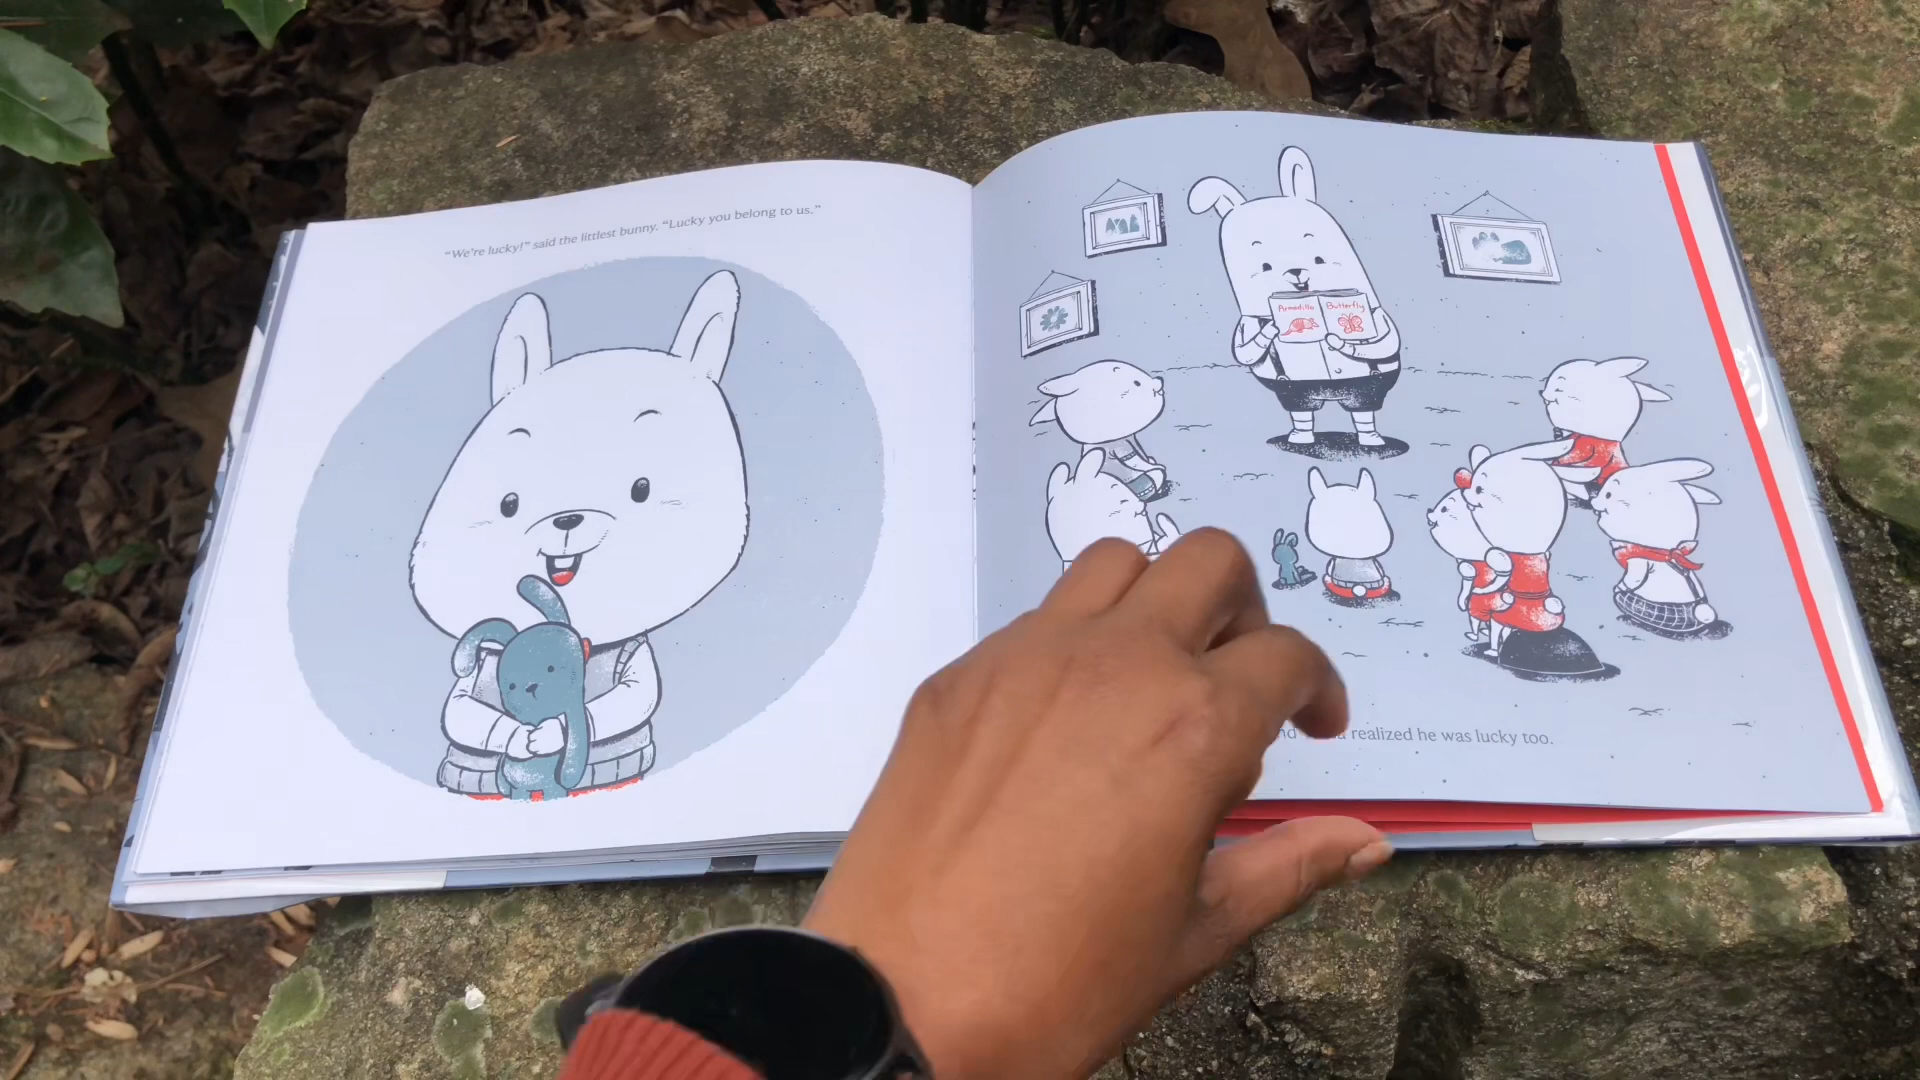 "We're lucky!" said the littlest bunny. "Lucky you belong to us."
Armadillo
Butterfly
realized he was lucky too.